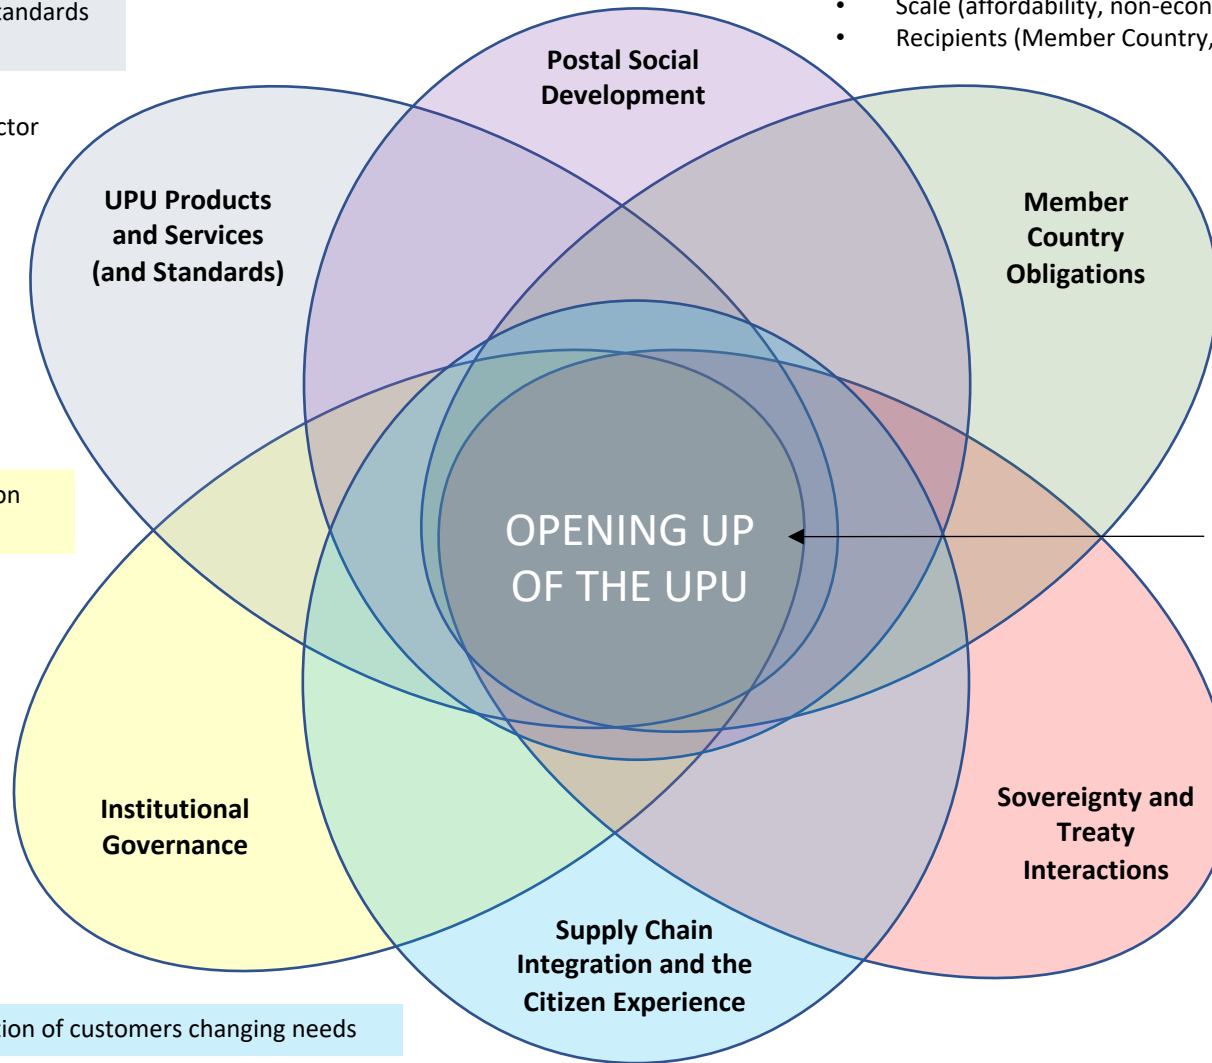 tandards
• Scale (affordability, non-econ
• Recipients (Member Country,
Postal Social
Development
ctor
UPU Products
and Services
(and Standards)
Member
Country
Obligations
on
OPENING UP
OF THE UPU
Institutional
Governance
Sovereignty and
Treaty
Interactions
Supply Chain
Integration and the
Citizen Experience
tion of customers changing needs